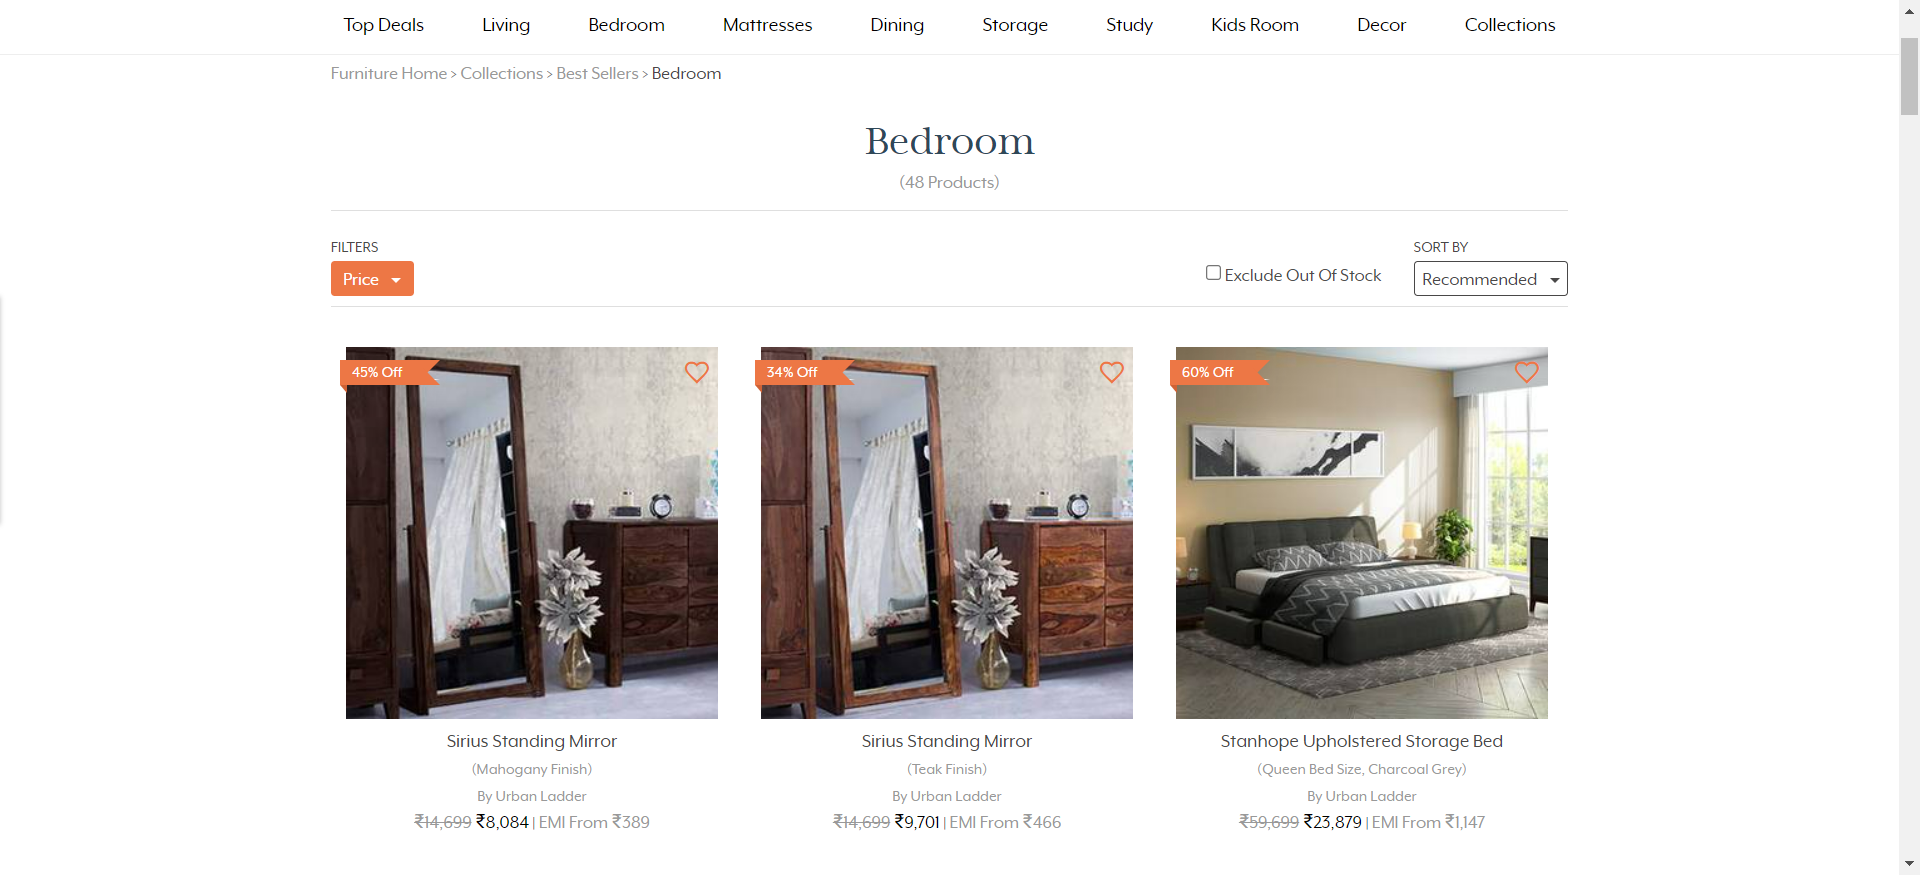 Top Deals Living Bedroom Mattresses Dining Storage Study Kids Room Decor Collections
Furniture Home > Collections > Best Sellers > Bedroom
Bedroom
(48 Products)
FILTERS
Price
Exclude Out Of Stock
SORT BY
Recommended
45% Off
34% Off
60% Off
Sirius Standing Mirror
(Mahogany Finish)
By Urban Ladder
₹14,699 ₹8,084 | EMI From ₹389
Sirius Standing Mirror
(Teak Finish)
By Urban Ladder
₹14,699 ₹9,701 | EMI From ₹466
Stanhope Upholstered Storage Bed
(Queen Bed Size, Charcoal Grey)
By Urban Ladder
₹59,699 ₹23,879 | EMI From ₹1,147